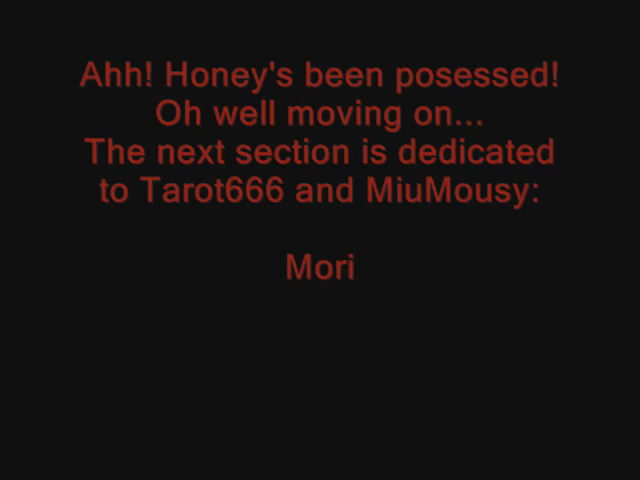 Ahh! Honey's been posessed!
Oh well moving on...
The next section is dedicated
to Tarot666 and MiuMousy:
Mori